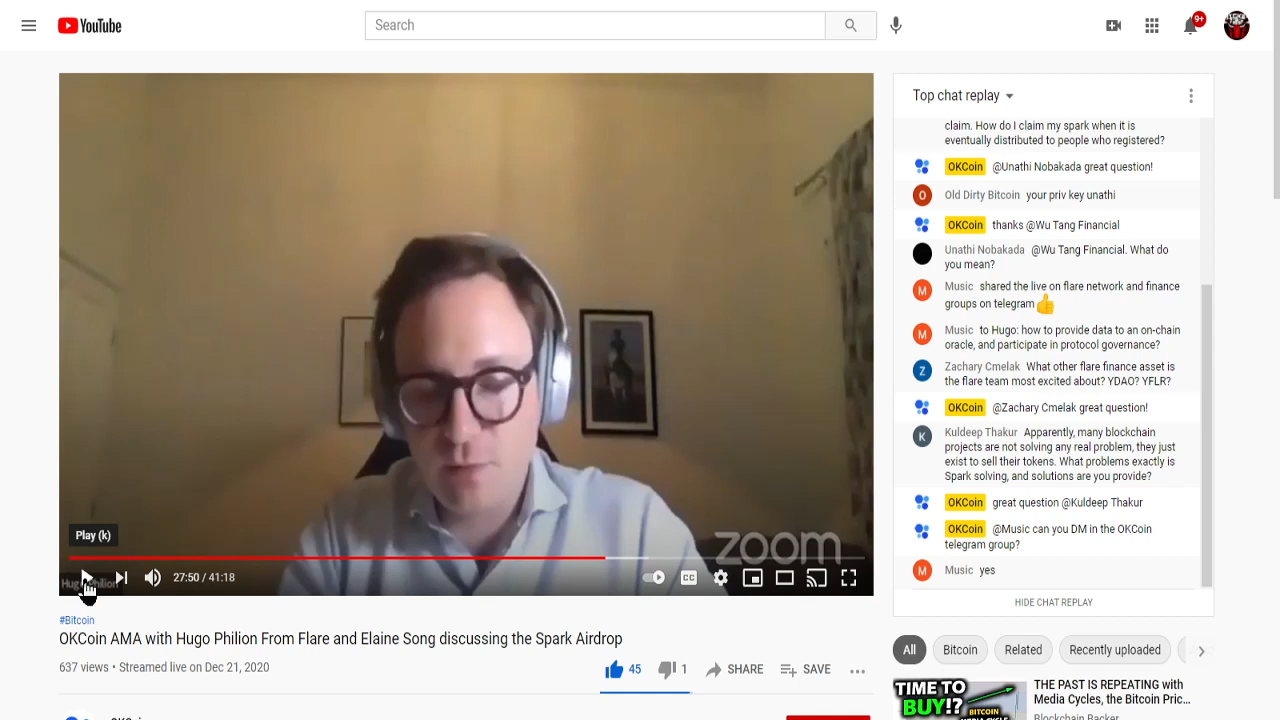 YouTube
Search
9+
Top chat replay
claim. How do I claim my spark when it is
eventually distributed to people who registered?
OKCoin @Unathi Nobakada great question!
Old Dirty Bitcoin your priv key unathi
OKCoin thanks @Wu Tang Financial
Unathi Nobakada @Wu Tang Financial. What do
you mean?
M Music shared the live on flare network and finance
groups on telegram
M Music to Hugo: how to provide data to an on-chain
oracle, and participate in protocol governance?
Z Zachary Cmelak What other flare finance asset is
the flare team most excited about? YDAO? YFLR?
OKCoin @Zachary Cmelak great question!
K Kuldeep Thakur Apparently, many blockchain
projects are not solving any real problem, they just
exist to sell their tokens. What problems exactly is
Spark solving, and solutions are you provide?
OKCoin great question @Kuldeep Thakur
OKCoin @Music can you DM in the OKCoin
telegram group?
M Music yes
HIDE CHAT REPLAY
Play (k)
zoom
27:50 / 41:18
CC
#Bitcoin
OKCoin AMA with Hugo Philion From Flare and Elaine Song discussing the Spark Airdrop
637 views • Streamed live on Dec 21, 2020
45
1
SHARE
SAVE
All
Bitcoin
Related
Recently uploaded
TIME TO
BUY!?
BITCOIN
THE PAST IS REPEATING with
Media Cycles, the Bitcoin Pric...
Blockchain Backer